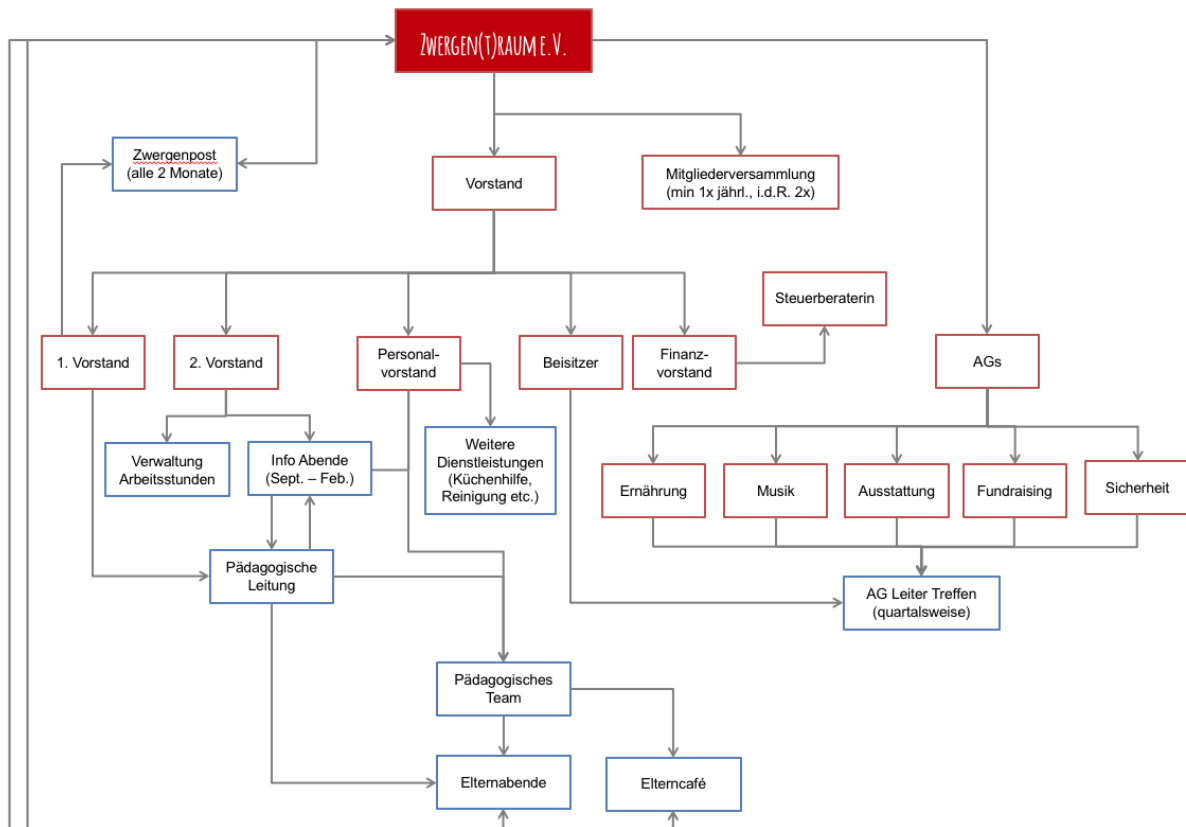 ZWERGEN(T)RAUM e.V.
Zwergenpost
(alle 2 Monate)
Vorstand
Mitgliederversammlung
(min 1x jährl., i.d.R. 2x)
Steuerberaterin
1. Vorstand
2. Vorstand
Personal-
vorstand
Beisitzer
Finanz-
vorstand
AGs
Verwaltung
Arbeitsstunden
Info Abende
(Sept. – Feb.)
Weitere
Dienstleistungen
(Küchenhilfe,
Reinigung etc.)
Ernährung
Musik
Ausstattung
Fundraising
Sicherheit
Pädagogische
Leitung
AG Leiter Treffen
(quartalsweise)
Pädagogisches
Team
Elternabende
Elterncafé